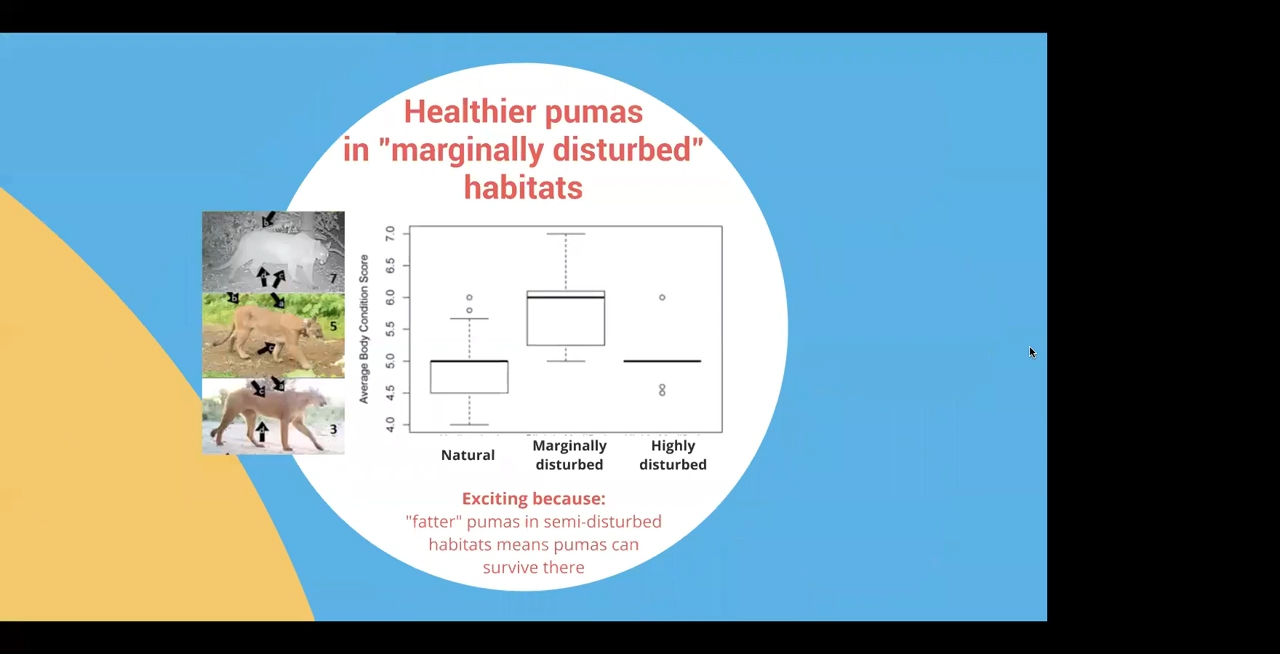 Healthier pumas
in "marginally disturbed"
habitats
7
5
3
Average Body Condition Score
7.0
6.5
6.0
5.5
5.0
4.5
4.0
Natural
Marginally
disturbed
Highly
disturbed
Exciting because:
"fatter" pumas in semi-disturbed
habitats means pumas can
survive there